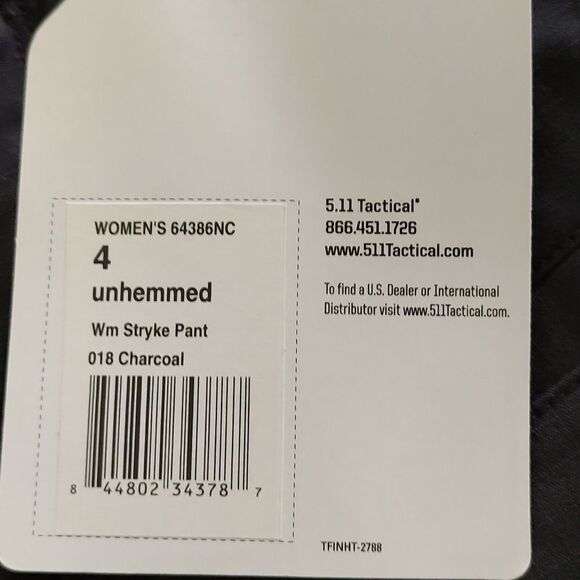 WOMEN'S 64386NC
4
unhemmed
Wm Stryke Pant
018 Charcoal
8 44802 34378 7
5.11 Tactical®
866.451.1726
www.511Tactical.com
To find a U.S. Dealer or International
Distributor visit www.511Tactical.com.
TFINHT-2788